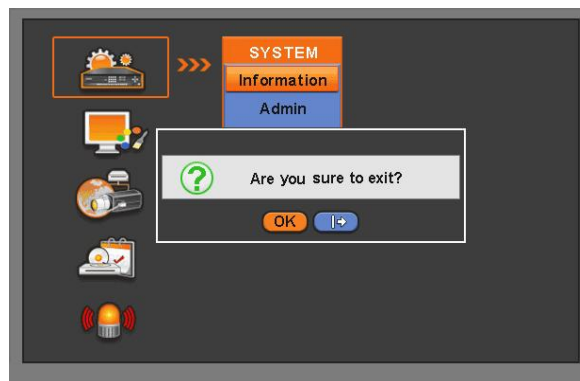 SYSTEM
Information
Admin
Are you sure to exit?
OK